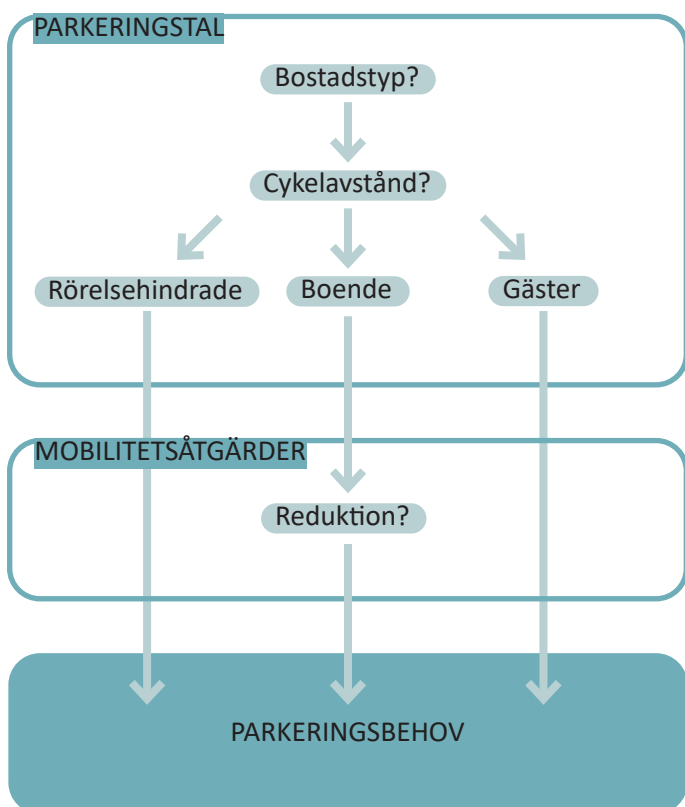 PARKERINGSTAL
Bostadstyp?
Cykelavstånd?
Rörelsehindrade
Boende
Gäster
MOBILITETSÅTGÄRDER
Reduktion?
PARKERINGSBEHOV